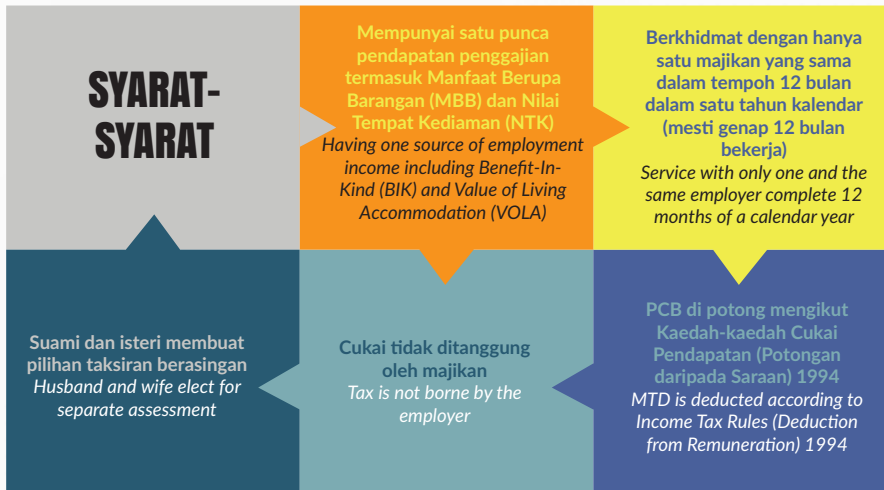 SYARAT-
SYARAT
Mempunyai satu punca
pendapatan penggajian
termasuk Manfaat Berupa
Barangan (MBB) dan Nilai
Tempat Kediaman (NTK)
Having one source of employment
income including Benefit-In-
Kind (BIK) and Value of Living
Accommodation (VOLA)
Berkhidmat dengan hanya
satu majikan yang sama
dalam tempoh 12 bulan
dalam satu tahun kalendar
(mesti genap 12 bulan
bekerja)
Service with only one and the
same employer complete 12
months of a calendar year
PCB di potong mengikut
Kaedah-kaedah Cukai
Pendapatan (Potongan
daripada Saraan) 1994
MTD is deducted according to
Income Tax Rules (Deduction
from Remuneration) 1994
Cukai tidak ditanggung
oleh majikan
Tax is not borne by the
employer
Suami dan isteri membuat
pilihan taksiran berasingan
Husband and wife elect for
separate assessment